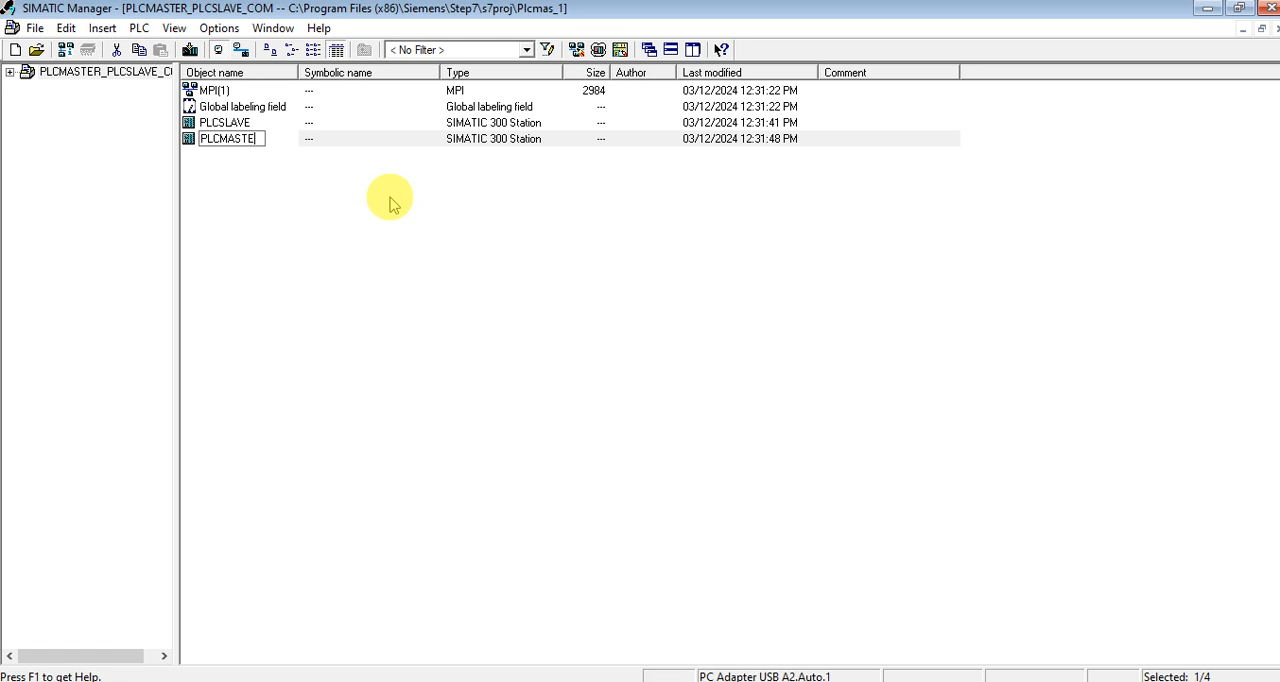 SIMATIC Manager - [PLCMASTER_PLCSLAVE_COM -- C:\Program Files (x86)\Siemens\Step7\s7proj\Plcmas_1]
File Edit Insert PLC View Options Window Help
< No Filter >
PLCMASTER_PLCSLAVE_C
Object name Symbolic name Type Size Author Last modified Comment
MPI(1) --- MPI 2984 03/12/2024 12:31:22 PM
Global labeling field --- Global labeling field --- 03/12/2024 12:31:22 PM
PLCSLAVE --- SIMATIC 300 Station --- 03/12/2024 12:31:41 PM
PLCMASTE --- SIMATIC 300 Station --- 03/12/2024 12:31:48 PM
Press F1 to get Help. PC Adapter USB A2.Auto.1 Selected: 1/4